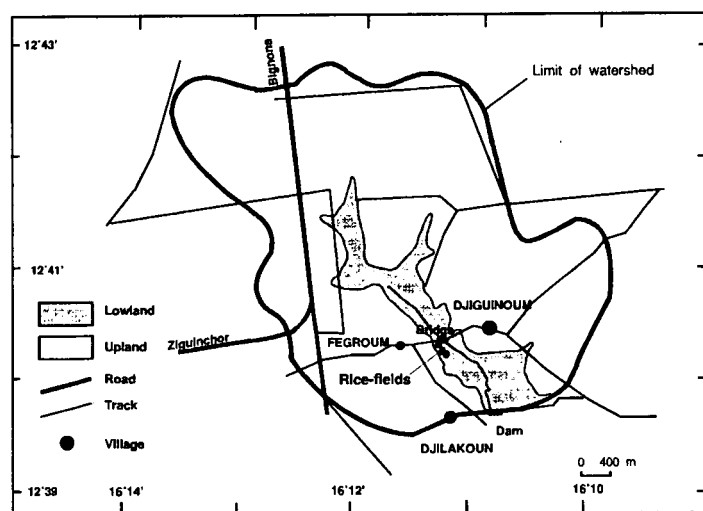 12°43'
Bignona
Limit of watershed
12°41'
Lowland
DJIGUINOUM
Bridge
Upland
Ziguinchor
FEGROUM
Road
Rice-fields
Track
Village
Dam
DJILAKOUN
0 400 m
12°39
16°14'
16°12'
16°10